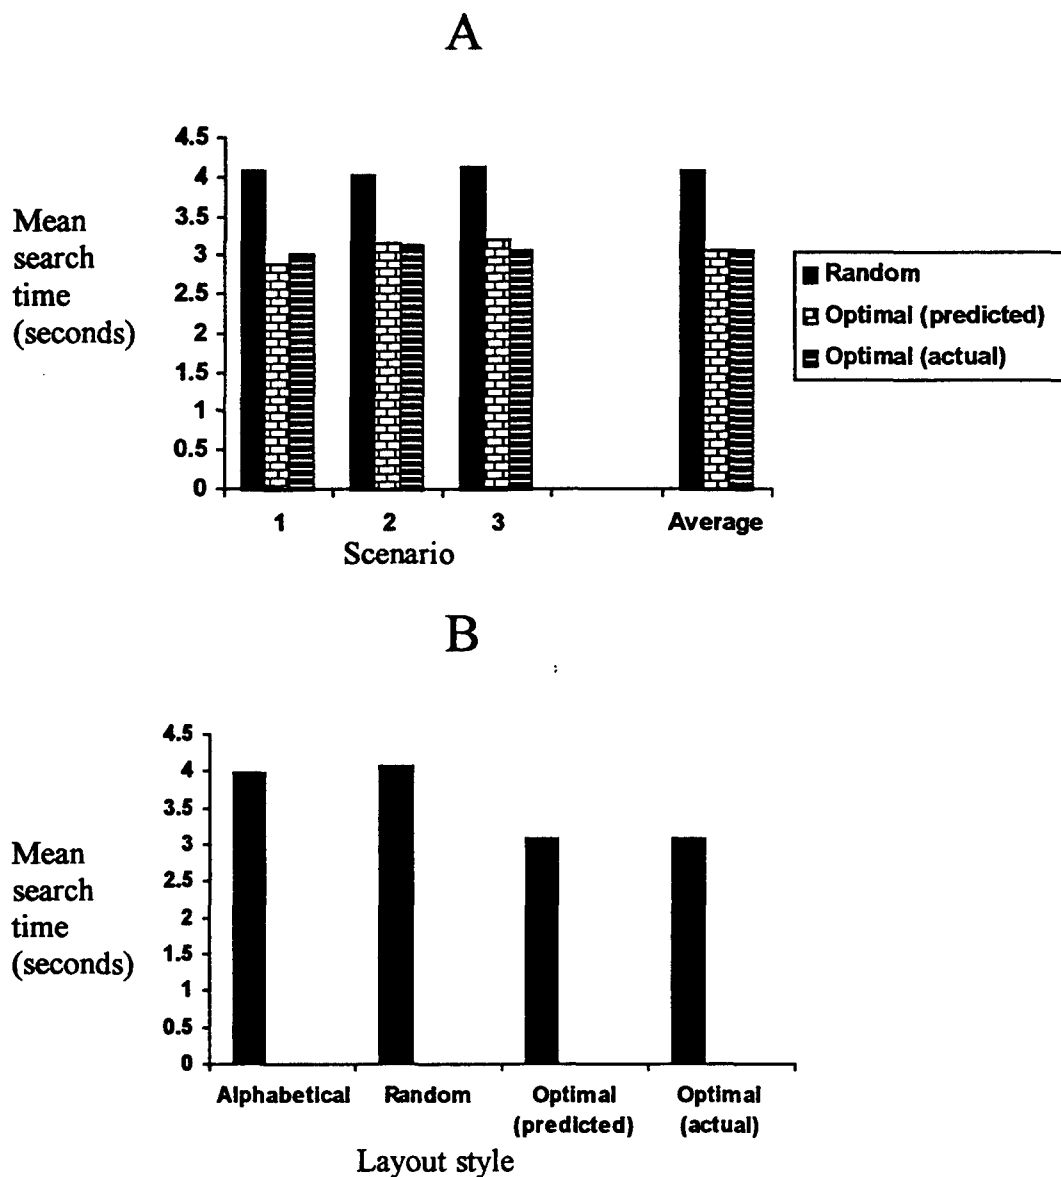 A
4.5
4
3.5
3
2.5
2
1.5
1
0.5
0
Mean
search
time
(seconds)
1 2 3 Average
Scenario
Random
Optimal (predicted)
Optimal (actual)
B
4.5
4
3.5
3
2.5
2
1.5
1
0.5
0
Mean
search
time
(seconds)
Alphabetical Random Optimal Optimal
(predicted) (actual)
Layout style